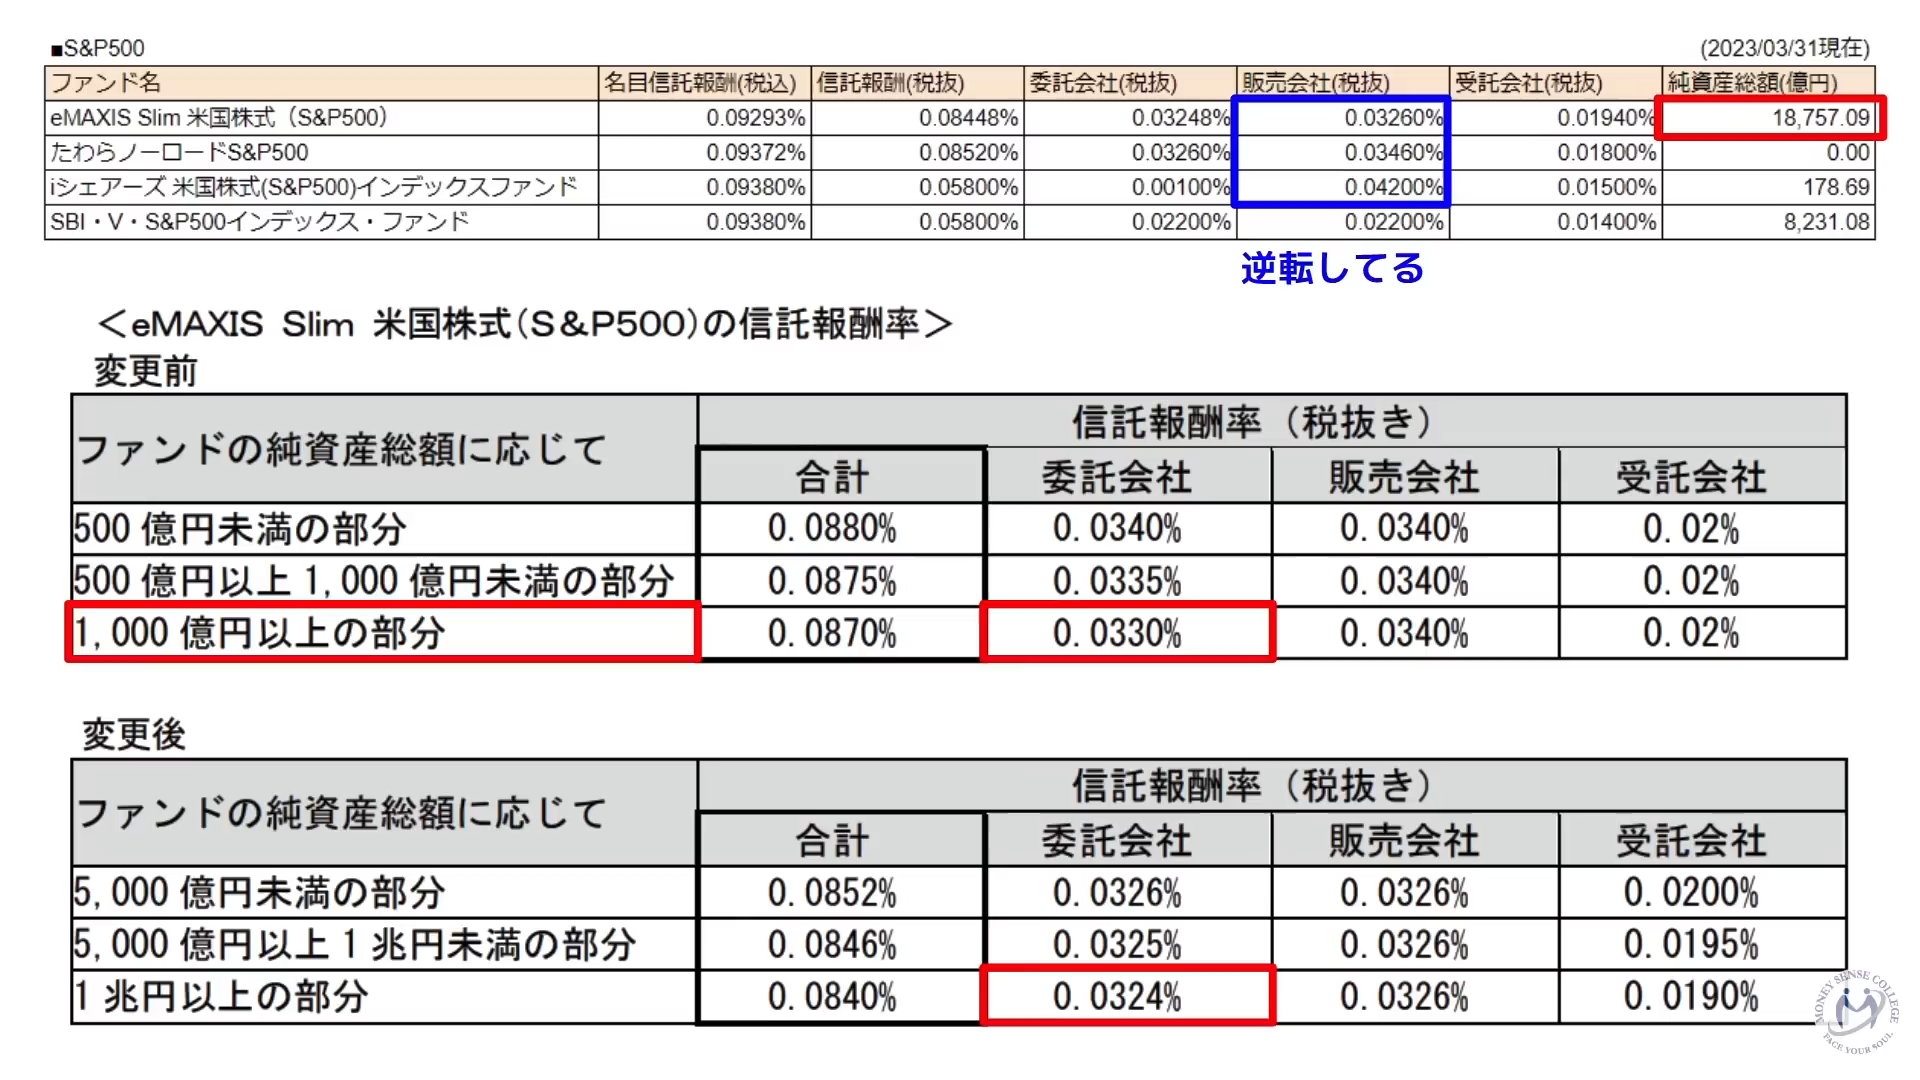 ■S&P500
(2023/03/31現在)
ファンド名 名目信託報酬(税込) 信託報酬(税抜) 委託会社(税抜) 販売会社(税抜) 受託会社(税抜) 純資産総額(億円)
eMAXIS Slim 米国株式（S&P500） 0.09293% 0.08448% 0.03248% 0.03260% 0.01940% 18,757.09
たわらノーロードS&P500 0.09372% 0.08520% 0.03260% 0.03460% 0.01800% 0.00
iシェアーズ 米国株式(S&P500)インデックスファンド 0.09380% 0.05800% 0.00100% 0.04200% 0.01500% 178.69
SBI・V・S&P500インデックス・ファンド 0.09380% 0.05800% 0.02200% 0.02200% 0.01400% 8,231.08
逆転してる
＜eMAXIS Slim 米国株式（S＆P500）の信託報酬率＞
変更前
ファンドの純資産総額に応じて 信託報酬率（税抜き）
合計 委託会社 販売会社 受託会社
500 億円未満の部分 0.0880% 0.0340% 0.0340% 0.02%
500 億円以上 1,000 億円未満の部分 0.0875% 0.0335% 0.0340% 0.02%
1,000 億円以上の部分 0.0870% 0.0330% 0.0340% 0.02%
変更後
ファンドの純資産総額に応じて 信託報酬率（税抜き）
合計 委託会社 販売会社 受託会社
5,000 億円未満の部分 0.0852% 0.0326% 0.0326% 0.0200%
5,000 億円以上 1 兆円未満の部分 0.0846% 0.0325% 0.0326% 0.0195%
1 兆円以上の部分 0.0840% 0.0324% 0.0326% 0.0190%
MONEY SENSE COLLEGE
FACE YOUR SOUL